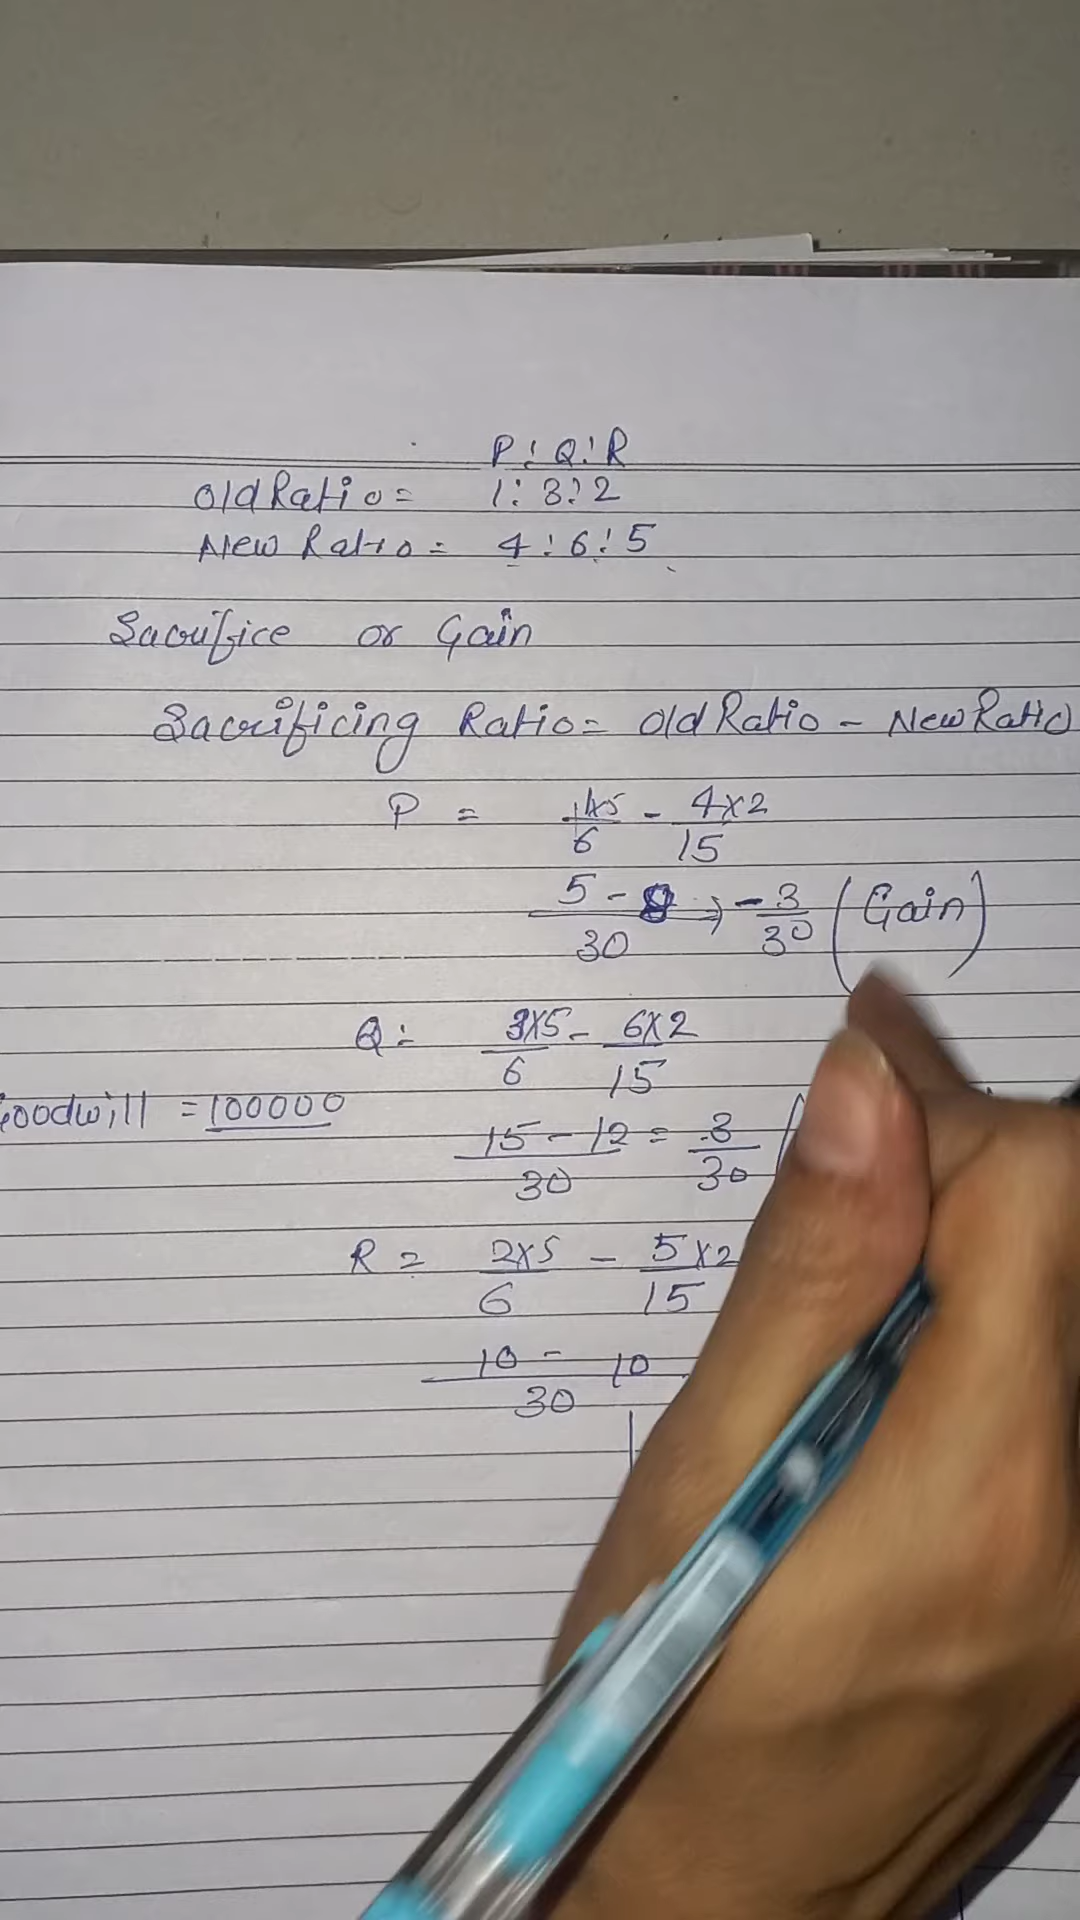 P : Q : R
Old Ratio = 1 : 3 : 2
New Ratio = 4 : 6 : 5
Sacrifice or Gain
Sacrificing Ratio = Old Ratio - New Ratio
P = 1x5/6 - 4x2/15
5 - 8/30 → -3/30 (Gain)
Q = 3x5/6 - 6x2/15
Goodwill = 100000
15 - 12/30 = 3/30 (
R = 2x5/6 - 5x2/15
10 - 10/30